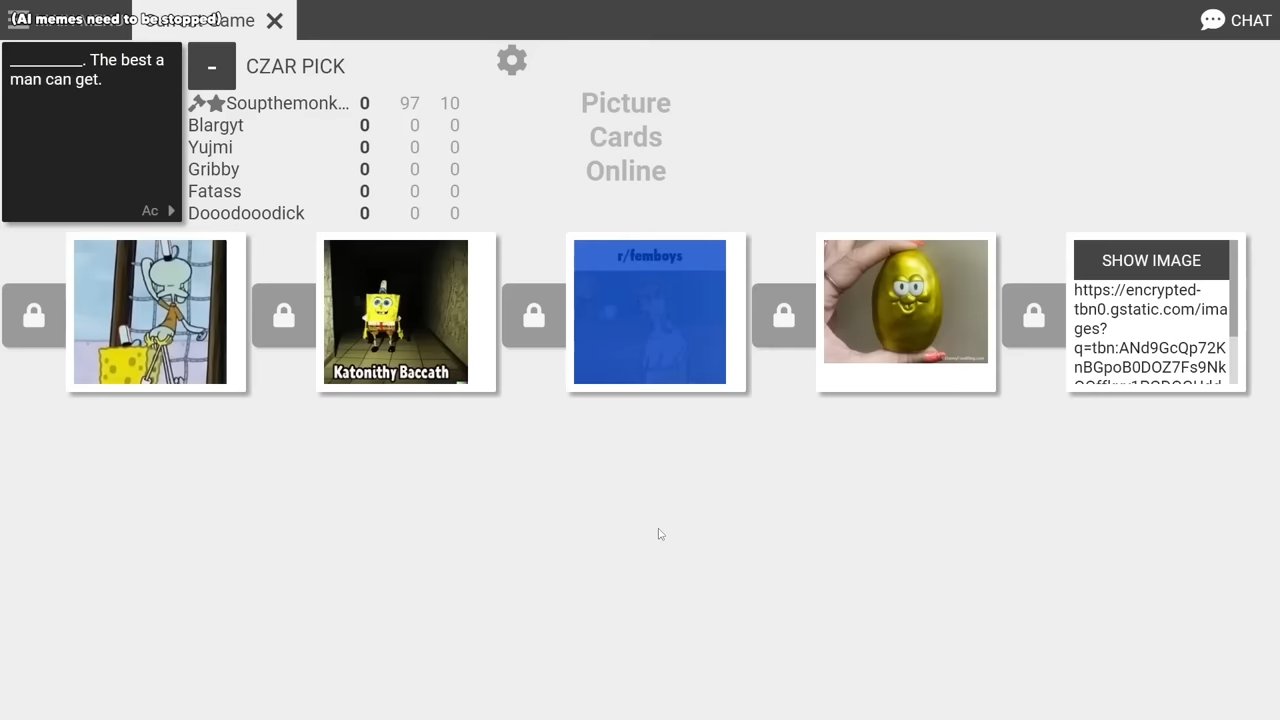 (AI memes need to be stopped)
Game
CHAT
__________. The best a
man can get.
Ac
-
CZAR PICK
Soupthemonk... 0 97 10
Blargyt 0 0 0
Yujmi 0 0 0
Gribby 0 0 0
Fatass 0 0 0
Dooodooodick 0 0 0
Picture
Cards
Online
Katonithy Baccath
r/femboys
SHOW IMAGE
https://encrypted-
tbn0.gstatic.com/ima
ges?
q=tbn:ANd9GcQp72K
nBGpoB0DOZ7Fs9Nk